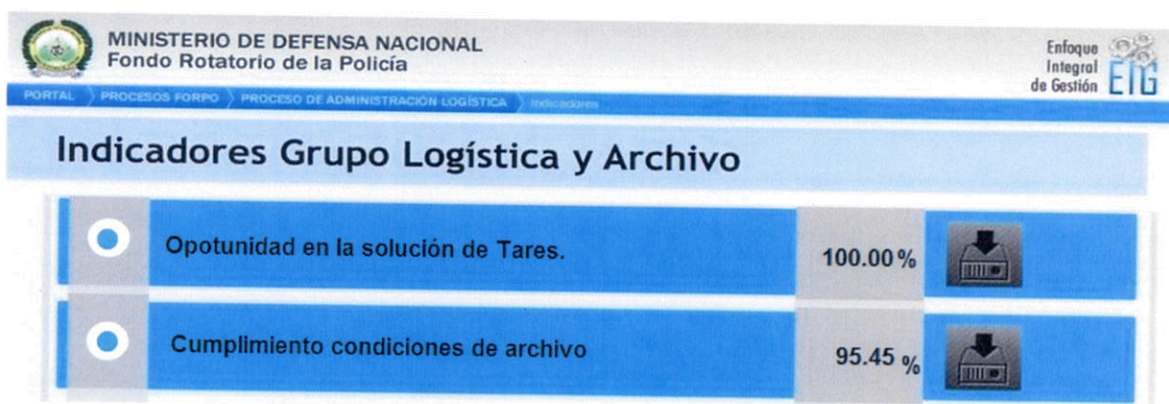 MINISTERIO DE DEFENSA NACIONAL
Fondo Rotatorio de la Policía
Enfoque
Integral
de Gestión
EIG
PORTAL PROCESOS FORPO PROCESO DE ADMINISTRACIÓN LOGÍSTICA Indicadores
Indicadores Grupo Logística y Archivo
Opotunidad en la solución de Tares. 100.00 %
Cumplimiento condiciones de archivo 95.45 %